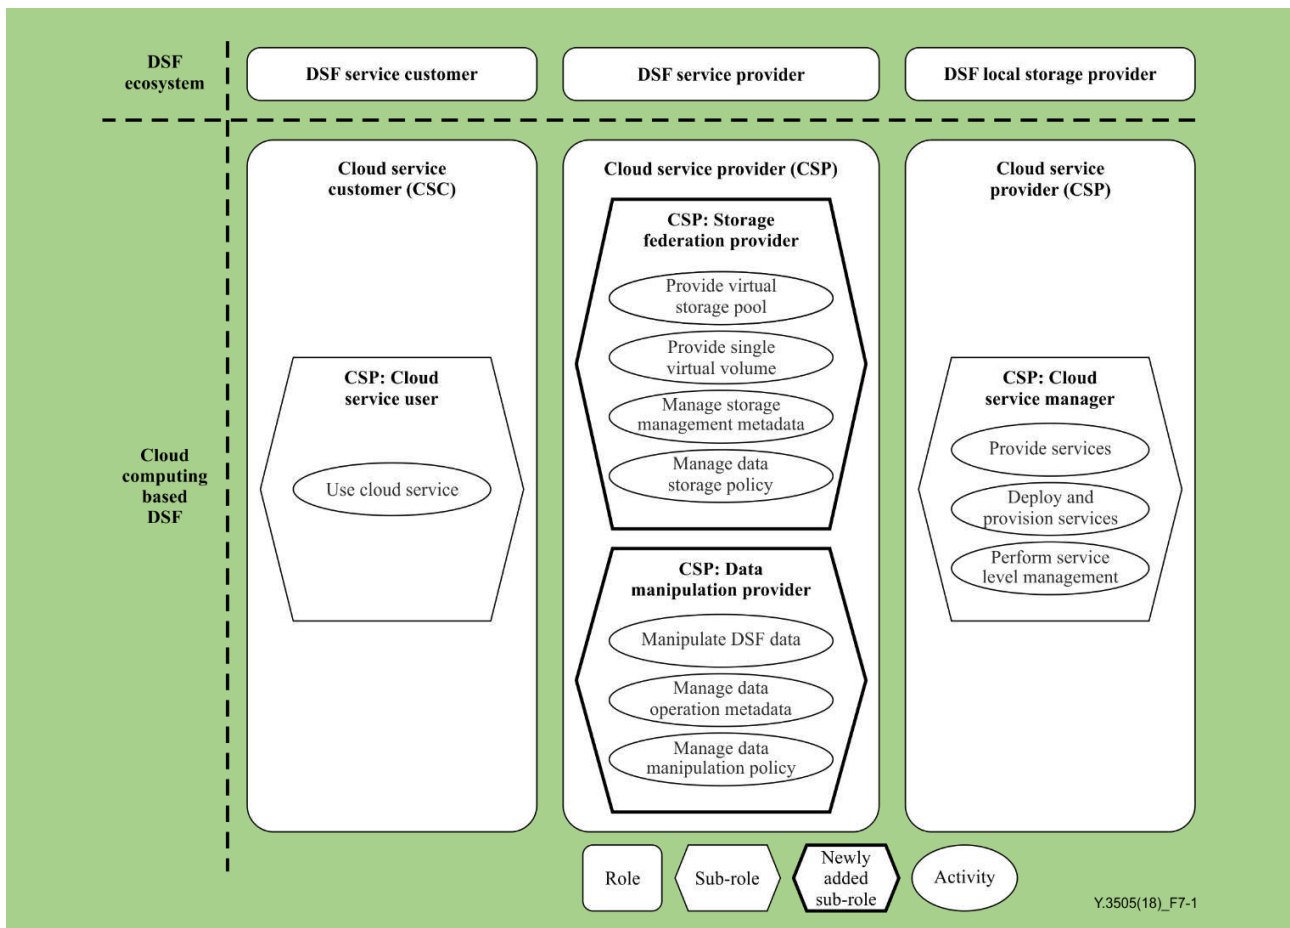 DSF
ecosystem
DSF service customer
DSF service provider
DSF local storage provider
Cloud
computing
based
DSF
Cloud service
customer (CSC)
CSP: Cloud
service user
Use cloud service
Cloud service provider (CSP)
CSP: Storage
federation provider
Provide virtual
storage pool
Provide single
virtual volume
Manage storage
management metadata
Manage data
storage policy
CSP: Data
manipulation provider
Manipulate DSF data
Manage data
operation metadata
Manage data
manipulation policy
Cloud service
provider (CSP)
CSP: Cloud
service manager
Provide services
Deploy and
provision services
Perform service
level management
Role
Sub-role
Newly
added
sub-role
Activity
Y.3505(18)_F7-1